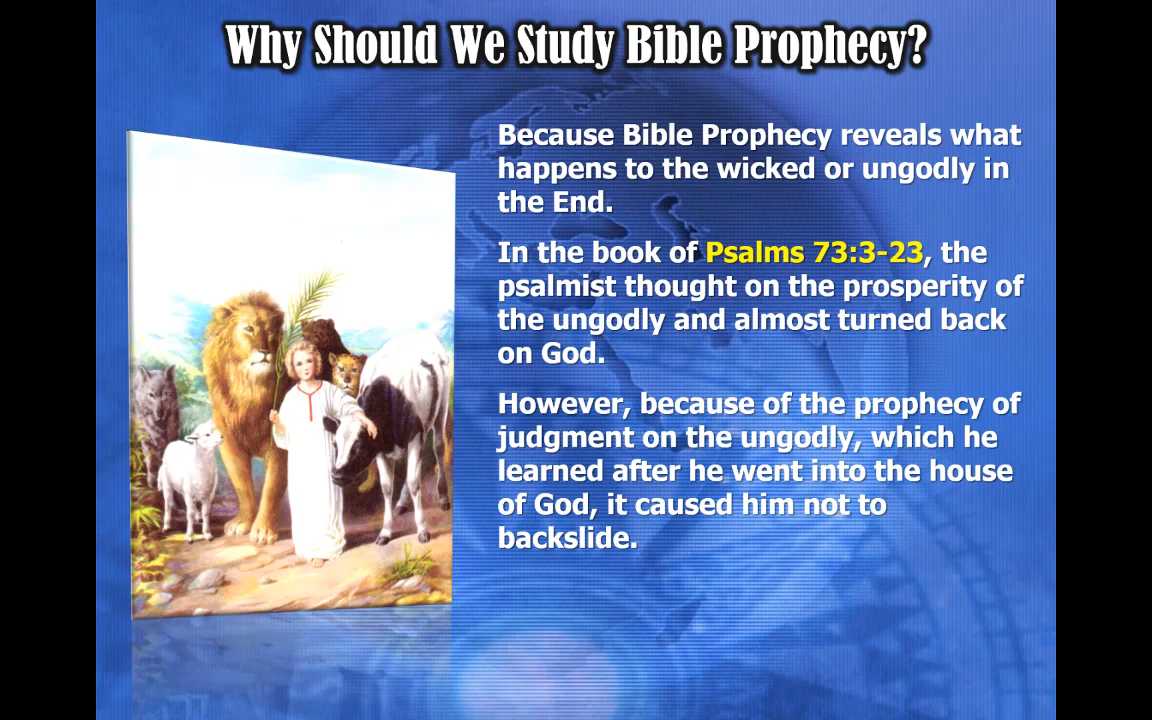 Why Should We Study Bible Prophecy?
Because Bible Prophecy reveals what
happens to the wicked or ungodly in
the End.
In the book of Psalms 73:3-23, the
psalmist thought on the prosperity of
the ungodly and almost turned back
on God.
However, because of the prophecy of
judgment on the ungodly, which he
learned after he went into the house
of God, it caused him not to
backslide.